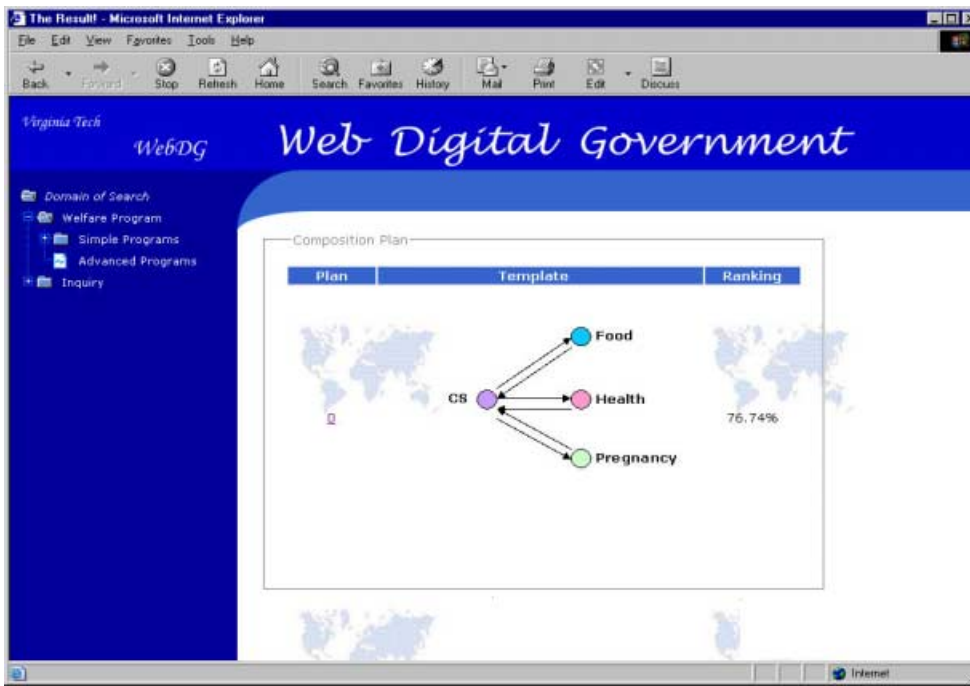 The Result! - Microsoft Internet Explorer
File Edit View Favorites Tools Help
Back Forward Stop Refresh Home Search Favorites History Mail Print Edit Discuss
Virginia Tech
WebDG
Web Digital Government
Domain of Search
Welfare Program
Simple Programs
Advanced Programs
Inquiry
Composition Plan
Plan Template Ranking
Food
CS
Health
0
76.74%
Pregnancy
Internet